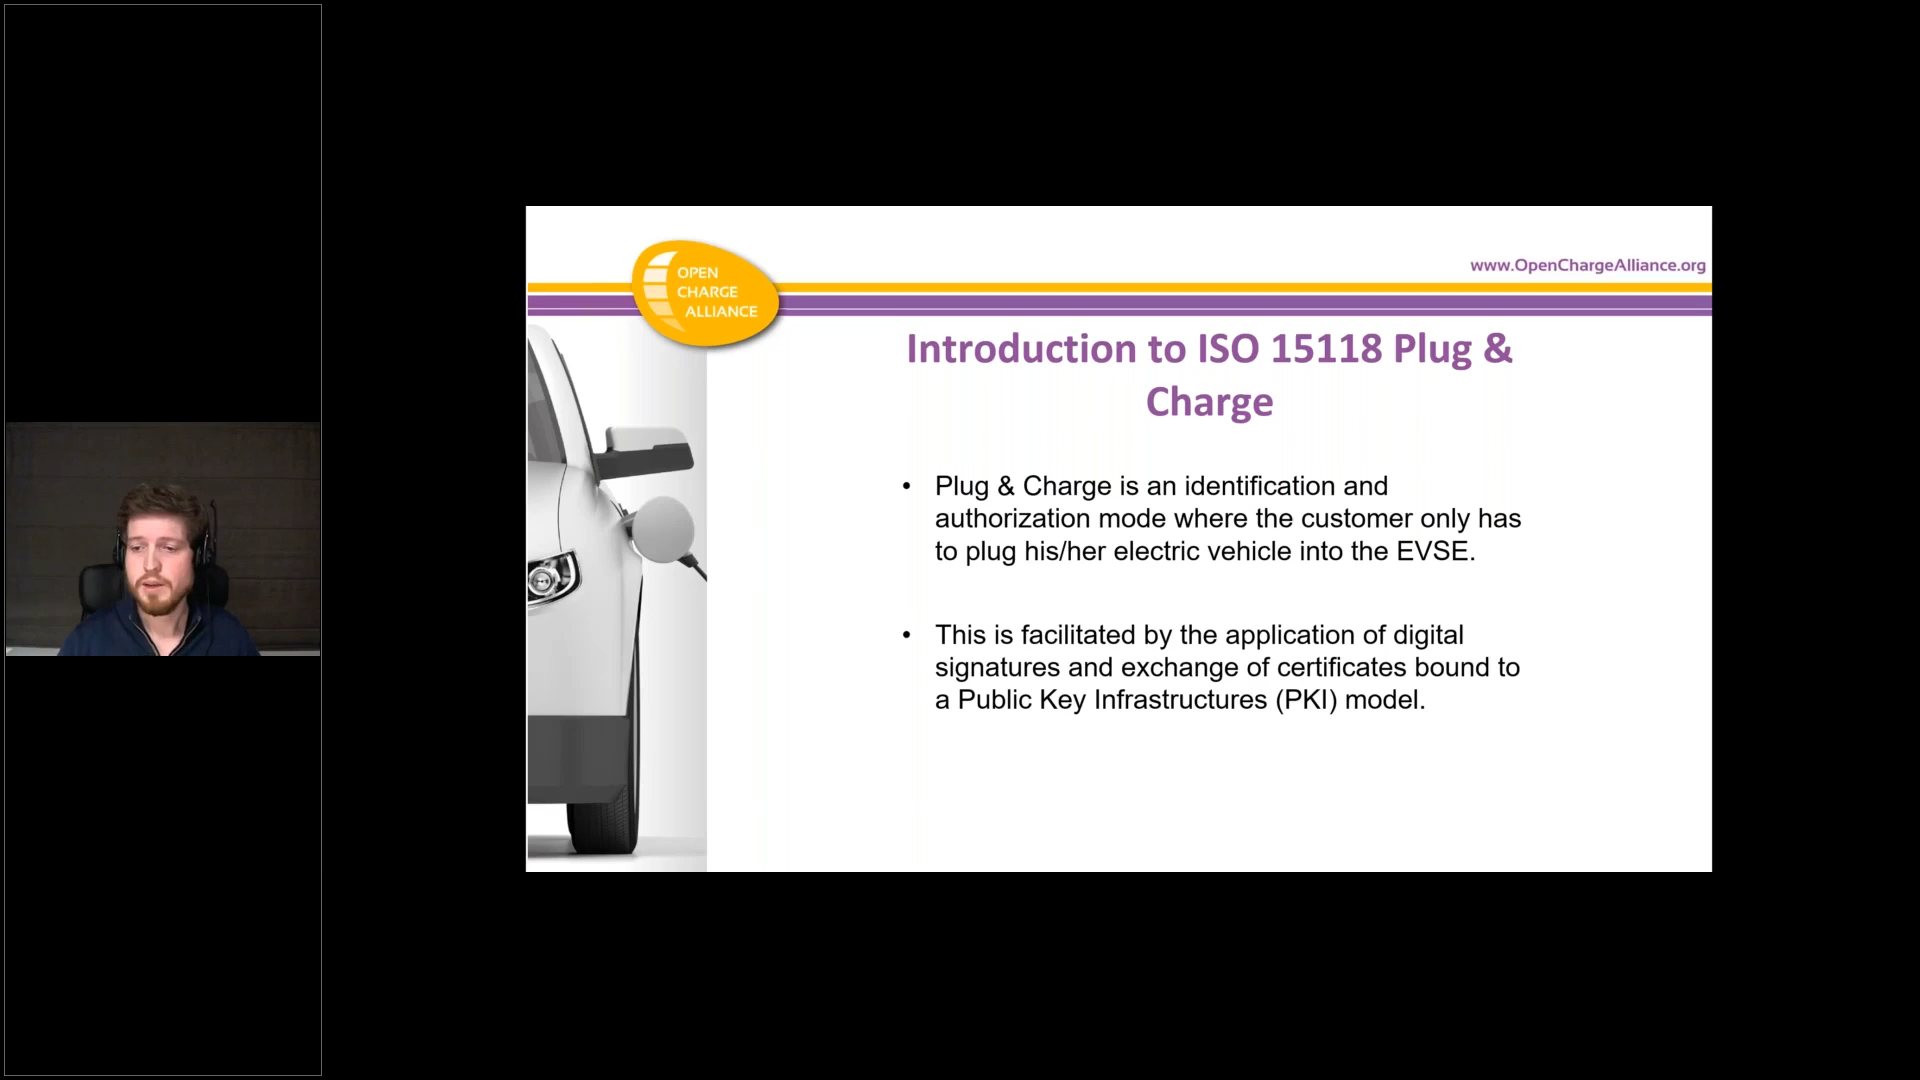 OPEN
CHARGE
ALLIANCE
www.OpenChargeAlliance.org
Introduction to ISO 15118 Plug &
Charge
• Plug & Charge is an identification and
authorization mode where the customer only has
to plug his/her electric vehicle into the EVSE.
• This is facilitated by the application of digital
signatures and exchange of certificates bound to
a Public Key Infrastructures (PKI) model.